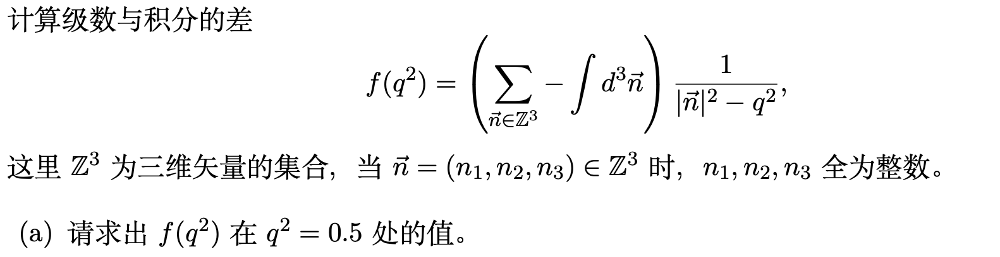 计算级数与积分的差
$$f(q^2) = \left( \sum_{\vec{n} \in \mathbb{Z}^3} - \int d^3\vec{n} \right) \frac{1}{|\vec{n}|^2 - q^2},$$
这里 $\mathbb{Z}^3$ 为三维矢量的集合，当 $\vec{n} = (n_1, n_2, n_3) \in \mathbb{Z}^3$ 时，$n_1, n_2, n_3$ 全为整数。
(a) 请求出 $f(q^2)$ 在 $q^2 = 0.5$ 处的值。